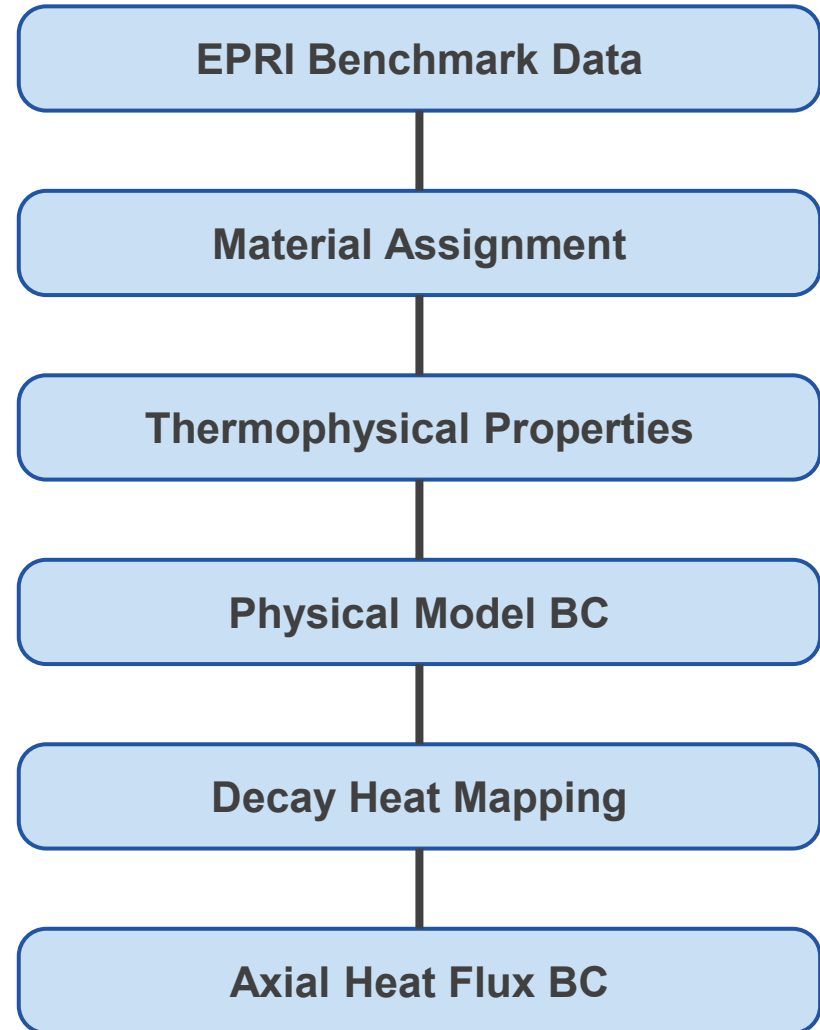 EPRI Benchmark Data
Material Assignment
Thermophysical Properties
Physical Model BC
Decay Heat Mapping
Axial Heat Flux BC